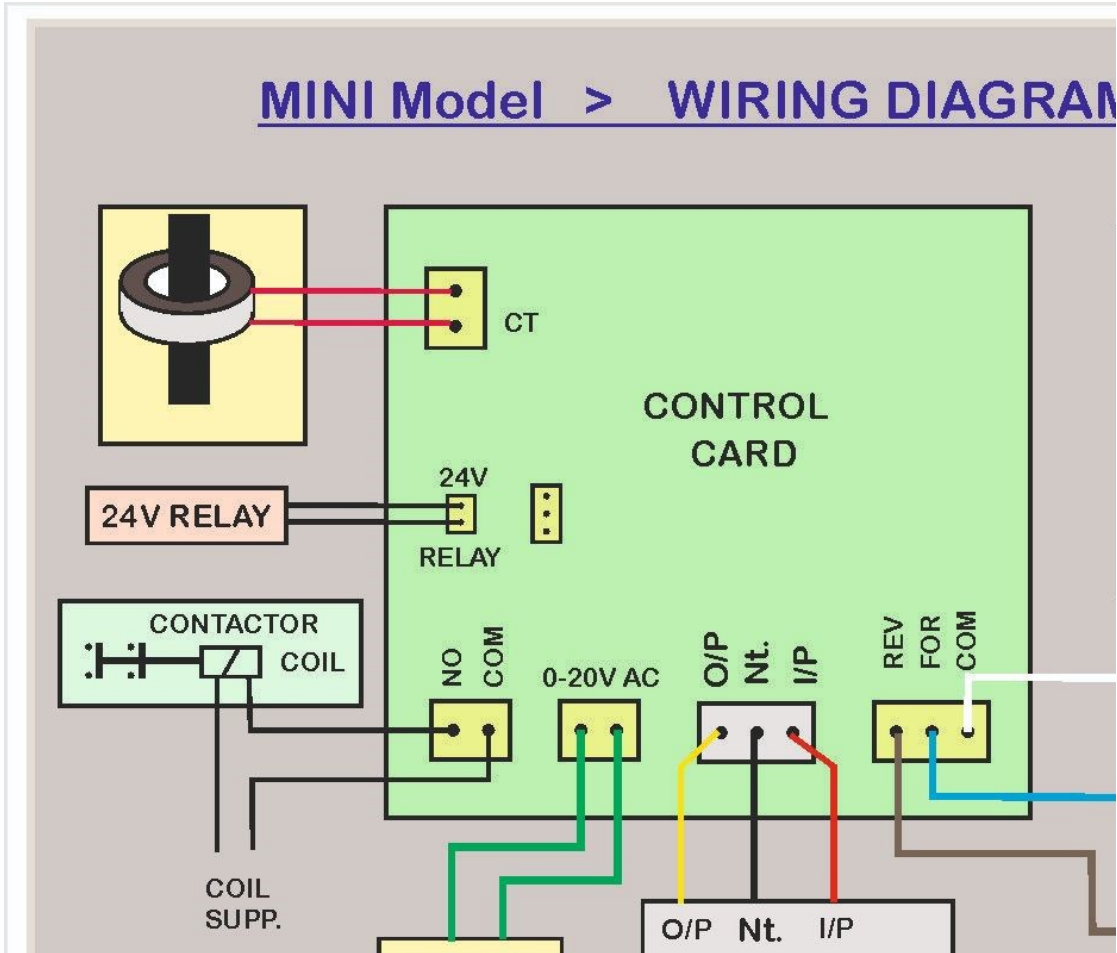 MINI Model > WIRING DIAGRAM
CT
CONTROL
CARD
24V
24V RELAY
RELAY
CONTACTOR
COIL
NO
COM
0-20V AC
O/P
Nt.
I/P
REV
FOR
COM
COIL
SUPP.
O/P Nt. I/P